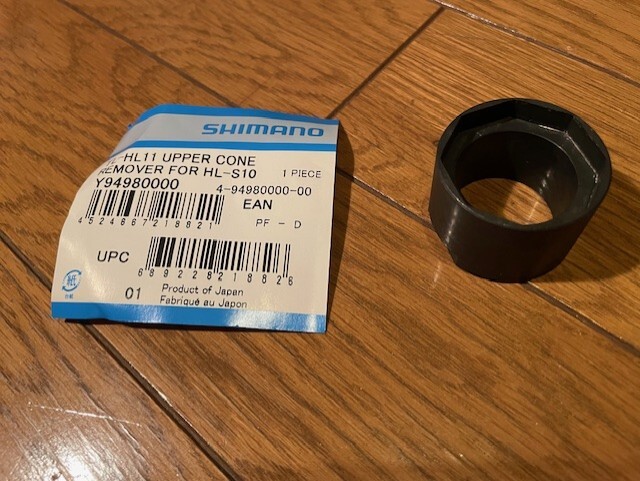 SHIMANO
-HL11 UPPER CONE
REMOVER FOR HL-S10 1 PIECE
Y94980000 4-94980000-00
4524667218821 EAN
PF - D
UPC
689228218826
01 Product of Japan
Fabriqué au Japon
紙